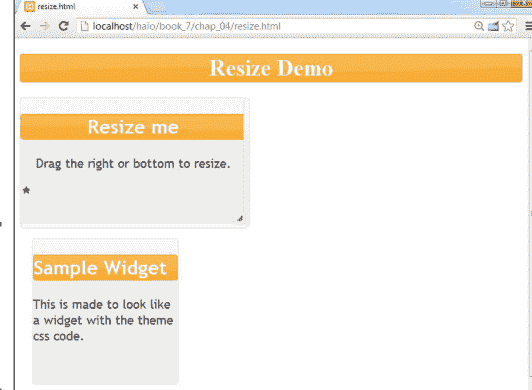 resize.html
localhost/haio/book_7/chap_04/resize.html
Resize Demo
Resize me
Drag the right or bottom to resize.
Sample Widget
This is made to look like
a widget with the theme
css code.